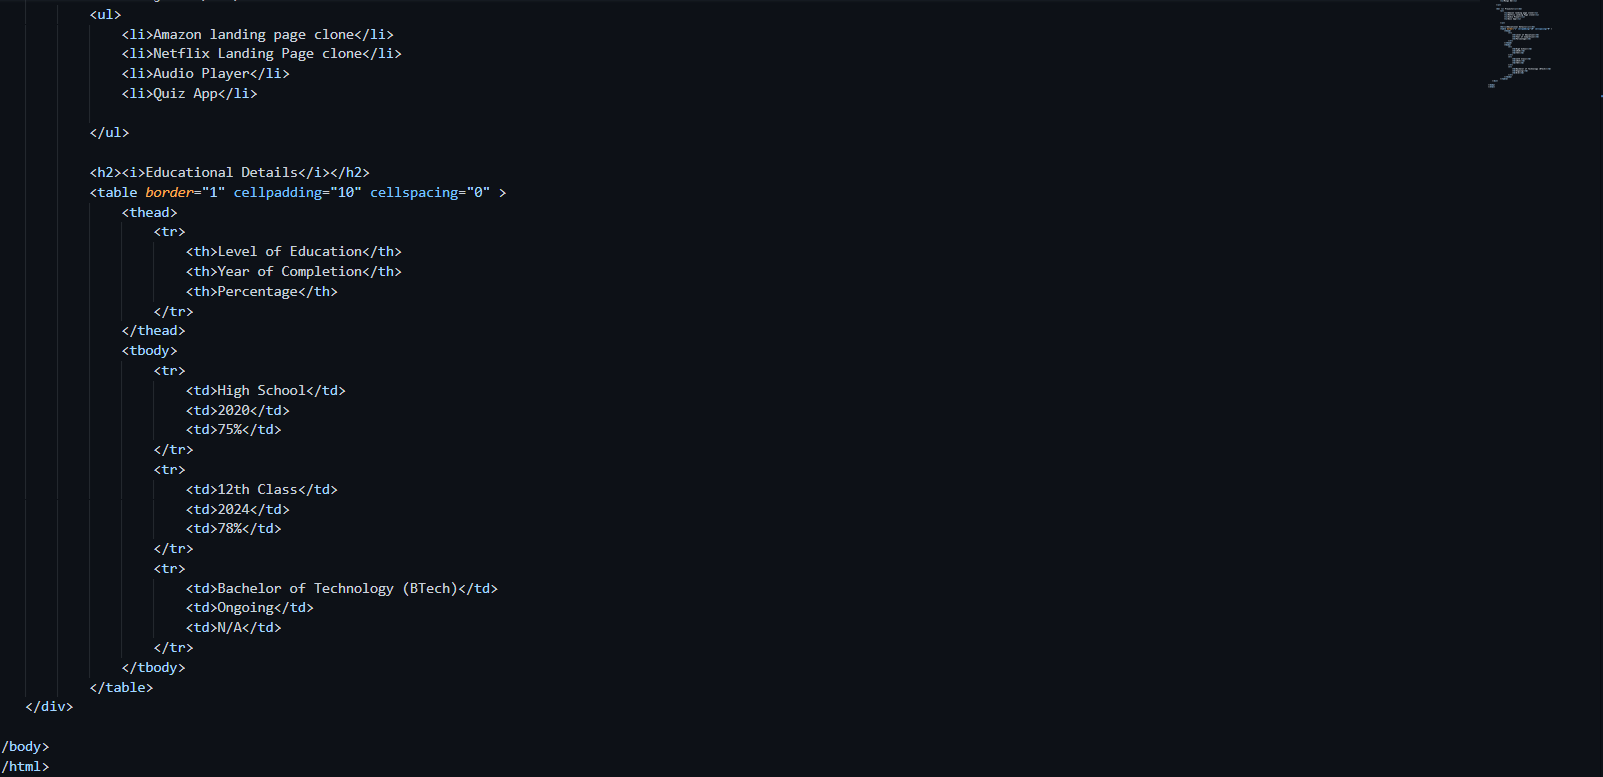 <ul>
<li>Amazon landing page clone</li>
<li>Netflix Landing Page clone</li>
<li>Audio Player</li>
<li>Quiz App</li>
</ul>
<h2><i>Educational Details</i></h2>
<table border="1" cellpadding="10" cellspacing="0" >
<thead>
<tr>
<th>Level of Education</th>
<th>Year of Completion</th>
<th>Percentage</th>
</tr>
</thead>
<tbody>
<tr>
<td>High School</td>
<td>2020</td>
<td>75%</td>
</tr>
<tr>
<td>12th Class</td>
<td>2024</td>
<td>78%</td>
</tr>
<tr>
<td>Bachelor of Technology (BTech)</td>
<td>Ongoing</td>
<td>N/A</td>
</tr>
</tbody>
</table>
</div>
/body>
/html>